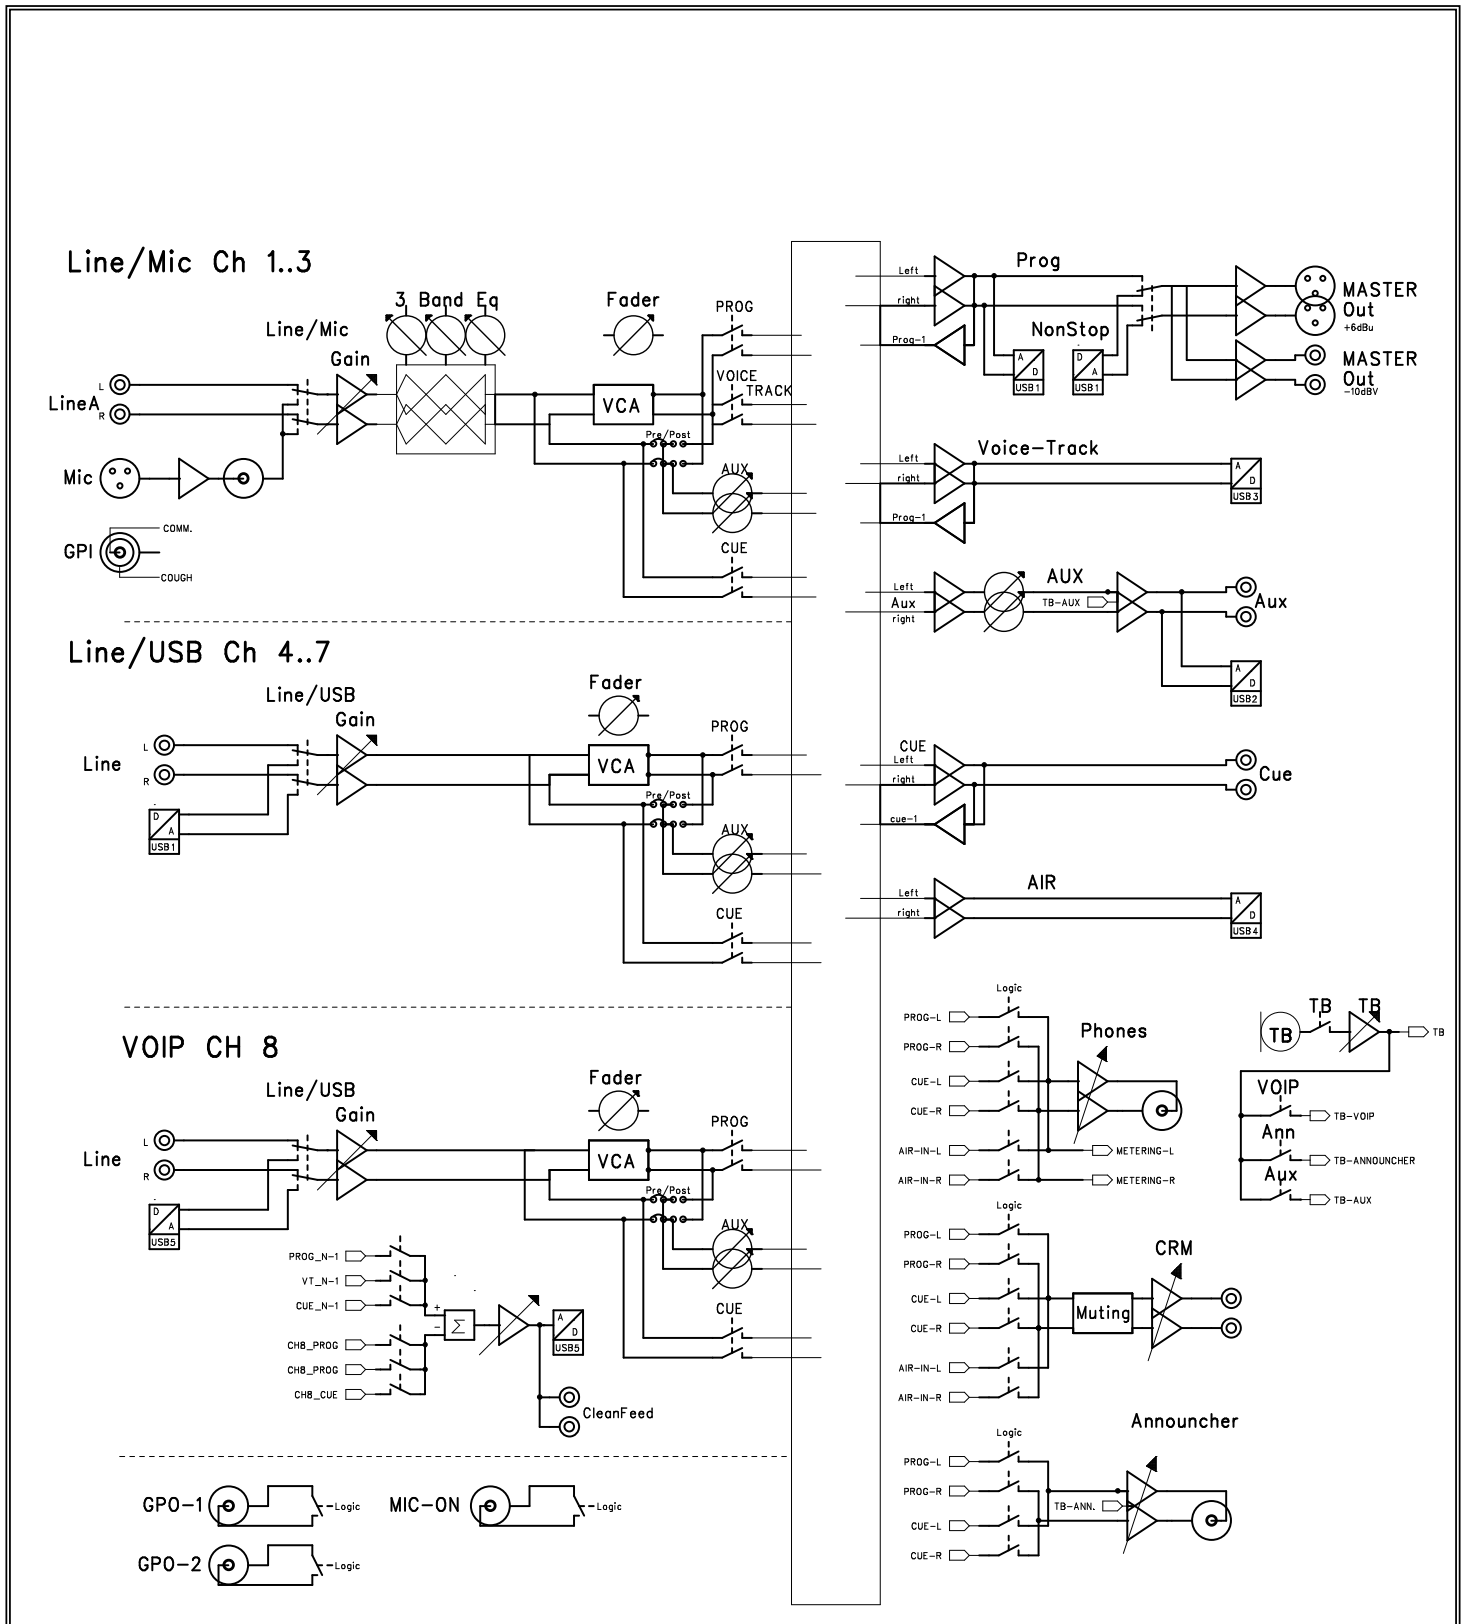 Line/Mic Ch 1..3
3 Band Eq
Fader
PROG
Line/Mic
Gain
VOICE
TRACK
L
LineA
R
VCA
Pre/Post
Mic
AUX
COMM.
GPI
COUGH
CUE
Line/USB Ch 4..7
Line/USB
Fader
Gain
PROG
L
Line
R
VCA
Pre/Post
D
A
USB1
AUX
CUE
VOIP CH 8
Line/USB
Fader
Gain
PROG
L
Line
R
VCA
Pre/Post
D
A
USB5
AUX
PROG_N-1
VT_N-1
CUE_N-1
+
-
Σ
A
D
USB5
CUE
CH8_PROG
CH8_PROG
CH8_CUE
CleanFeed
GPO-1
Logic
MIC-ON
Logic
GPO-2
Logic
Left
Prog
right
MASTER
Out
+6dBu
Prog-1
NonStop
A
D
USB1
D
A
USB1
MASTER
Out
-10dBV
Left
Voice-Track
right
A
D
USB3
Prog-1
Left
AUX
Aux
right
TB-AUX
Aux
A
D
USB2
CUE
Left
right
Cue
cue-1
Left
AIR
right
A
D
USB4
Logic
PROG-L
PROG-R
Phones
CUE-L
CUE-R
AIR-IN-L
METERING-L
AIR-IN-R
METERING-R
TB
TB
TB
TB
VOIP
TB-VOIP
Ann
TB-ANNOUNCHER
Aux
TB-AUX
Logic
PROG-L
PROG-R
CRM
CUE-L
Muting
CUE-R
AIR-IN-L
AIR-IN-R
Announcher
Logic
PROG-L
PROG-R
TB-ANN.
CUE-L
CUE-R